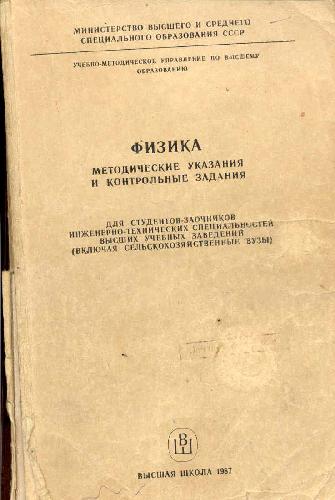 МИНИСТЕРСТВО ВЫСШЕГО И СРЕДНЕГО
СПЕЦИАЛЬНОГО ОБРАЗОВАНИЯ СССР
УЧЕБНО-МЕТОДИЧЕСКОЕ УПРАВЛЕНИЕ ПО ВЫСШЕМУ
ОБРАЗОВАНИЮ
ФИЗИКА
МЕТОДИЧЕСКИЕ УКАЗАНИЯ
И КОНТРОЛЬНЫЕ ЗАДАНИЯ
ДЛЯ СТУДЕНТОВ-ЗАОЧНИКОВ
ИНЖЕНЕРНО-ТЕХНИЧЕСКИХ СПЕЦИАЛЬНОСТЕЙ
ВЫСШИХ УЧЕБНЫХ ЗАВЕДЕНИЙ
(ВКЛЮЧАЯ СЕЛЬСКОХОЗЯЙСТВЕННЫЕ ВУЗЫ)
ВШ
ВЫСШАЯ ШКОЛА 1987